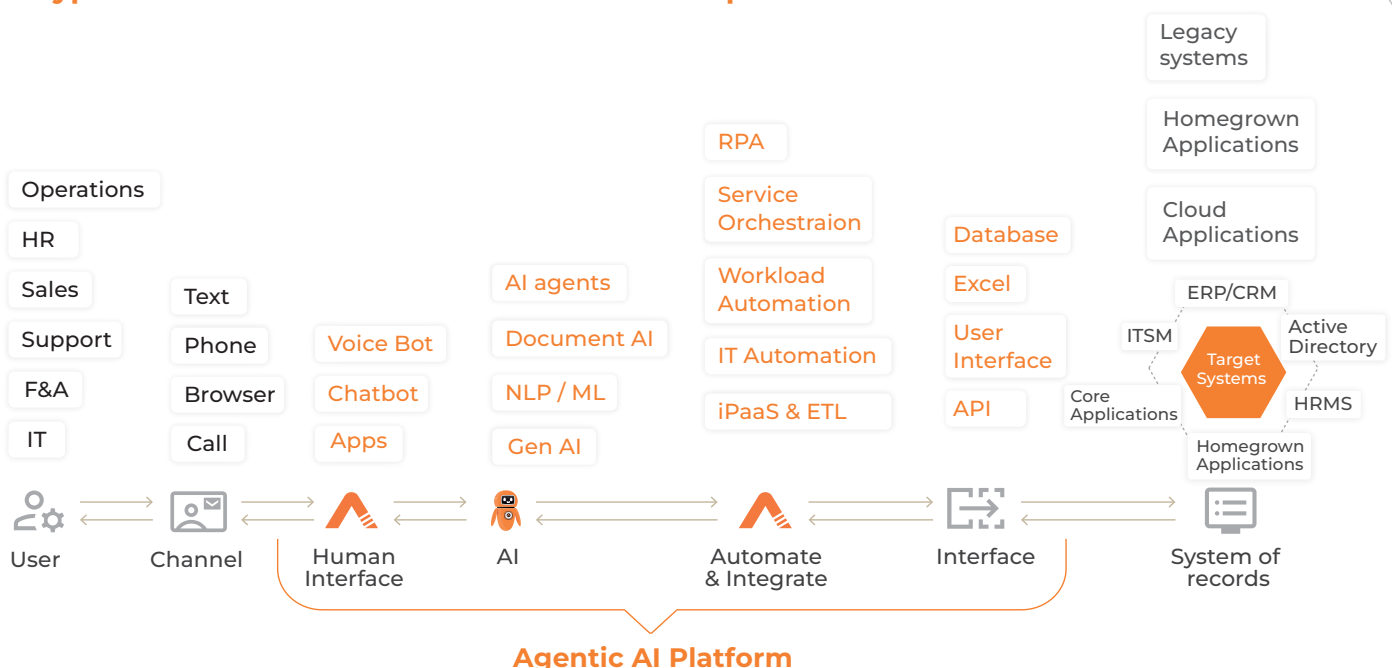 Legacy
systems
Homegrown
Applications
Cloud
Applications
RPA
Service
Orchestraion
Workload
Automation
IT Automation
iPaaS & ETL
Operations
HR
Sales
Support
F&A
IT
Text
Phone
Browser
Call
Voice Bot
Chatbot
Apps
AI agents
Document AI
NLP / ML
Gen AI
Database
Excel
User
Interface
API
ERP/CRM
ITSM
Active
Directory
Target
Systems
Core
Applications
HRMS
Homegrown
Applications
User
Channel
Human
Interface
AI
Automate
& Integrate
Interface
System of
records
Agentic AI Platform